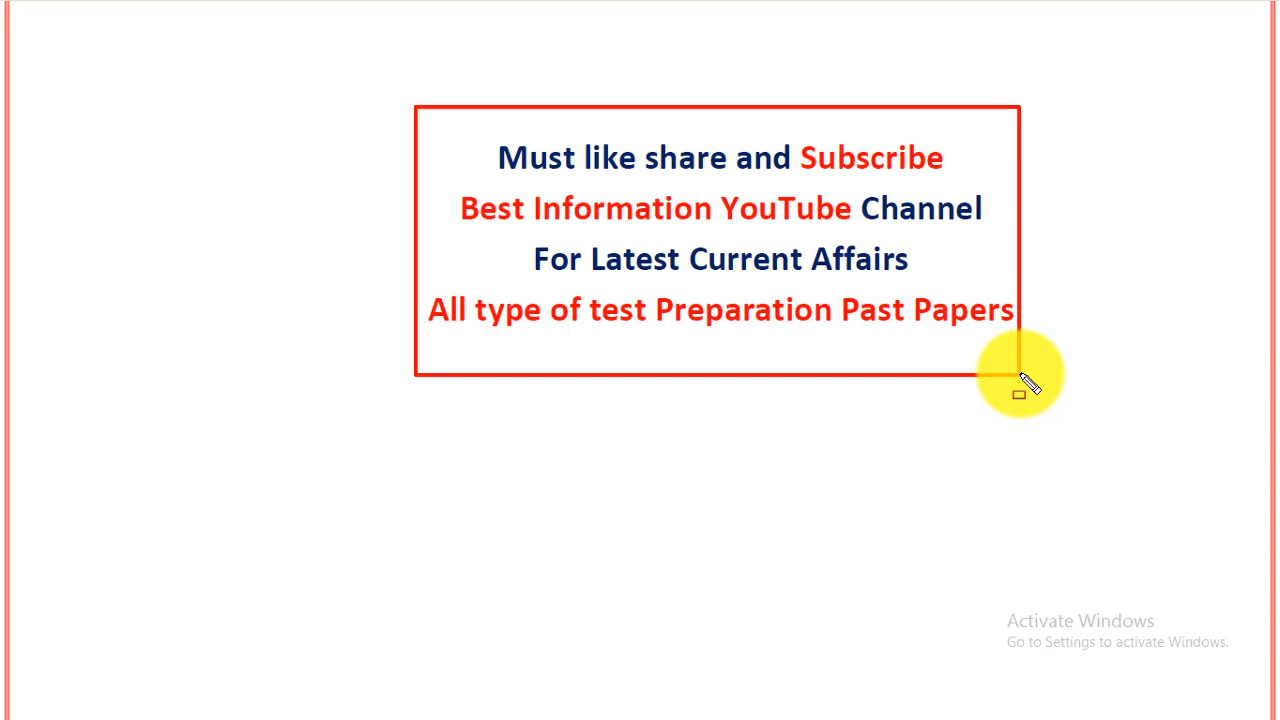 Must like share and Subscribe
Best Information YouTube Channel
For Latest Current Affairs
All type of test Preparation Past Papers
Activate Windows
Go to Settings to activate Windows.